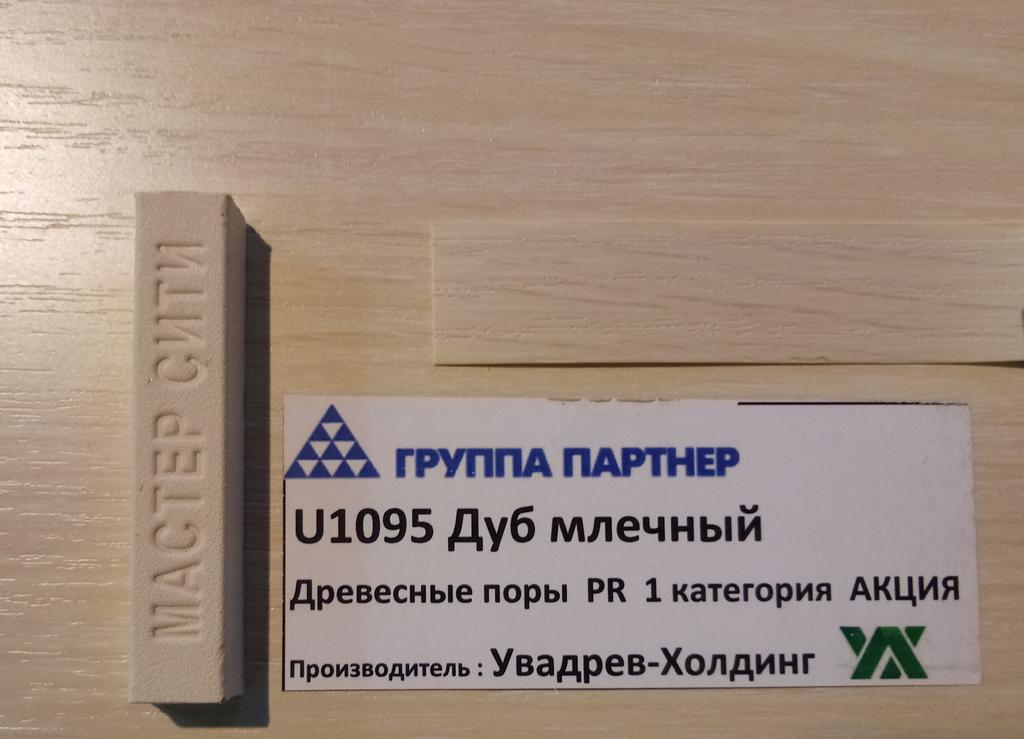 МАСТЕР СИТИ
ГРУППА ПАРТНЕР
U1095 Дуб млечный
Древесные поры PR 1 категория АКЦИЯ
Производитель : Увадрев-Холдинг